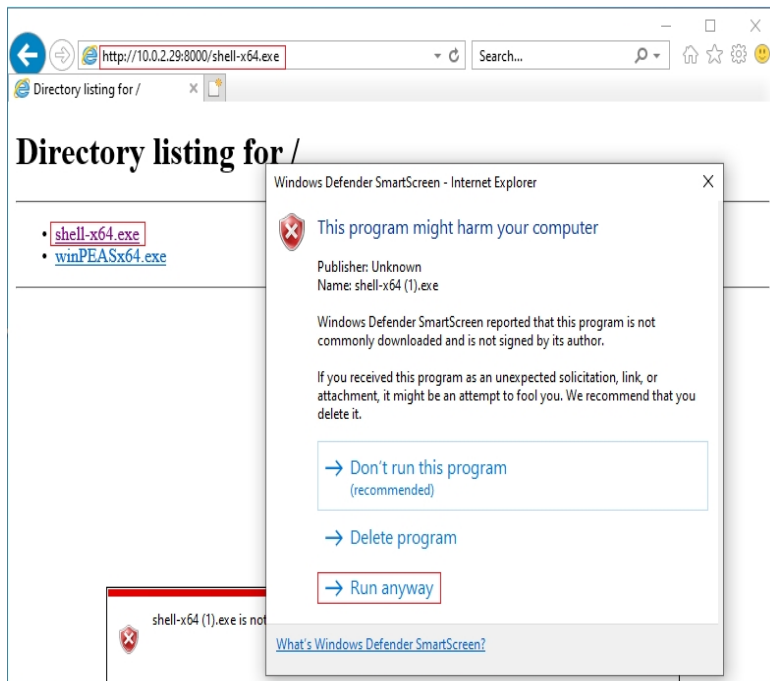 http://10.0.2.29:8000/shell-x64.exe
Search...
Directory listing for /
Directory listing for /
shell-x64.exe
winPEASx64.exe
Windows Defender SmartScreen - Internet Explorer
This program might harm your computer
Publisher: Unknown
Name: shell-x64 (1).exe
Windows Defender SmartScreen reported that this program is not
commonly downloaded and is not signed by its author.
If you received this program as an unexpected solicitation, link, or
attachment, it might be an attempt to fool you. We recommend that you
delete it.
Don't run this program
(recommended)
Delete program
Run anyway
shell-x64 (1).exe is not
What's Windows Defender SmartScreen?